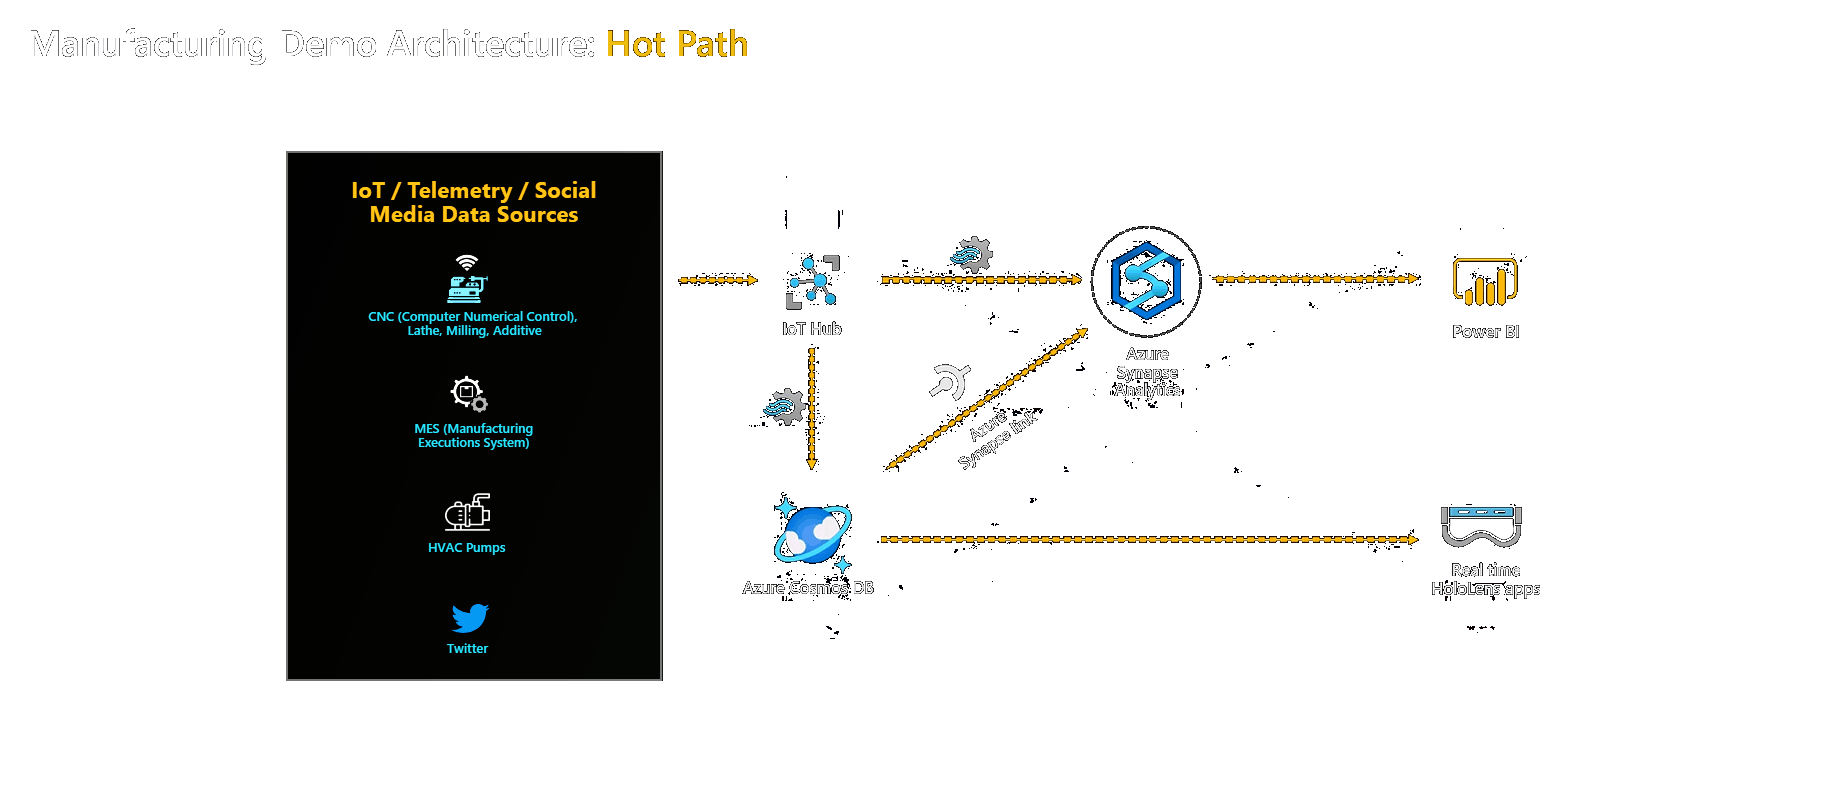 Manufacturing Demo Architecture: Hot Path
IoT / Telemetry / Social
Media Data Sources
CNC (Computer Numerical Control),
Lathe, Milling, Additive
MES (Manufacturing
Executions System)
HVAC Pumps
Twitter
IoT Hub
Azure
Synapse
Analytics
Power BI
Azure
Synapse link
Azure Cosmos DB
Real time
HoloLens apps